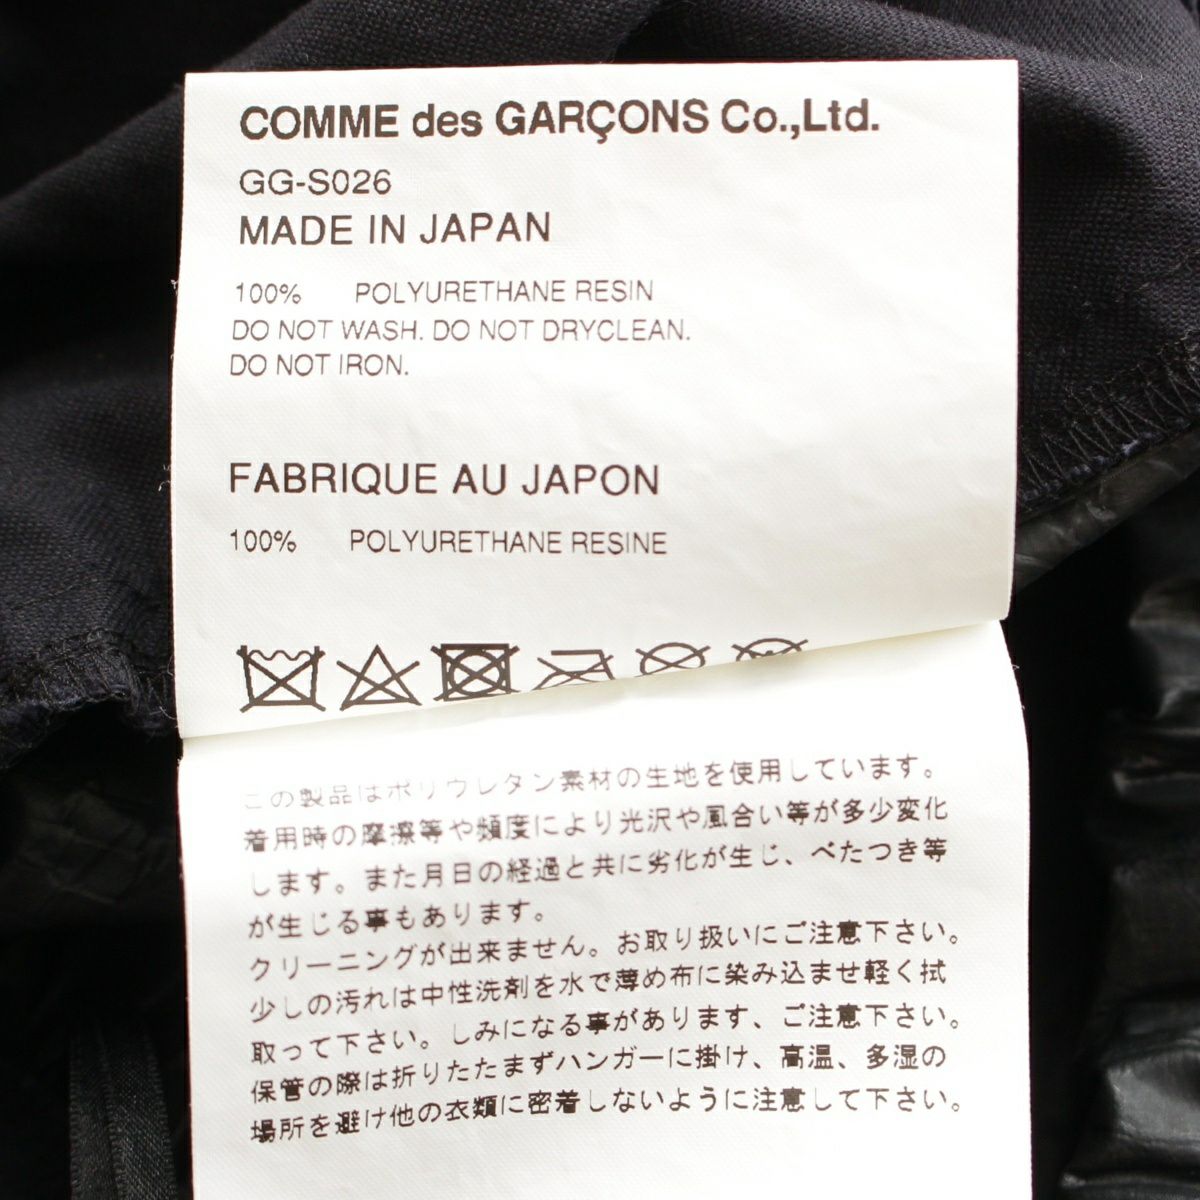 COMME des GARÇONS Co.,Ltd.
GG-S026
MADE IN JAPAN
100% POLYURETHANE RESIN
DO NOT WASH. DO NOT DRYCLEAN.
DO NOT IRON.
FABRIQUE AU JAPON
100% POLYURETHANE RESINE
この製品はポリウレタン素材の生地を使用しています。
着用時の摩擦等や頻度により光沢や風合い等が多少変化
します。また月日の経過と共に劣化が生じ、べたつき等
が生じる事もあります。
クリーニングが出来ません。お取り扱いにご注意下さい。
少しの汚れは中性洗剤を水で薄め布に染み込ませ軽く拭
取って下さい。しみになる事があります、ご注意下さい。
保管の際は折りたたまずハンガーに掛け、高温、多湿の
場所を避け他の衣類に密着しないように注意して下さい。